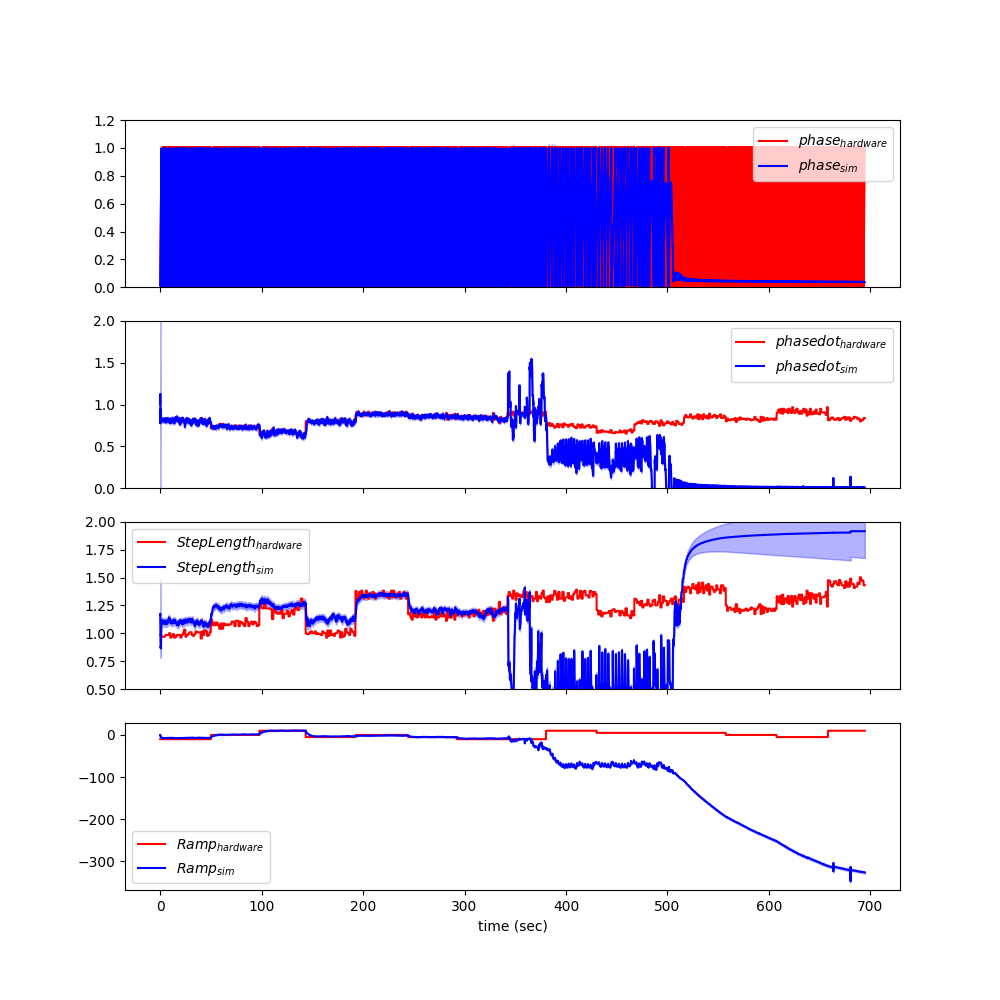 1.2
1.0
0.8
0.6
0.4
0.2
0.0
phase_hardware
phase_sim
2.0
1.5
1.0
0.5
0.0
phasedot_hardware
phasedot_sim
2.00
1.75
1.50
1.25
1.00
0.75
0.50
StepLength_hardware
StepLength_sim
0
−100
−200
−300
Ramp_hardware
Ramp_sim
0 100 200 300 400 500 600 700
time (sec)